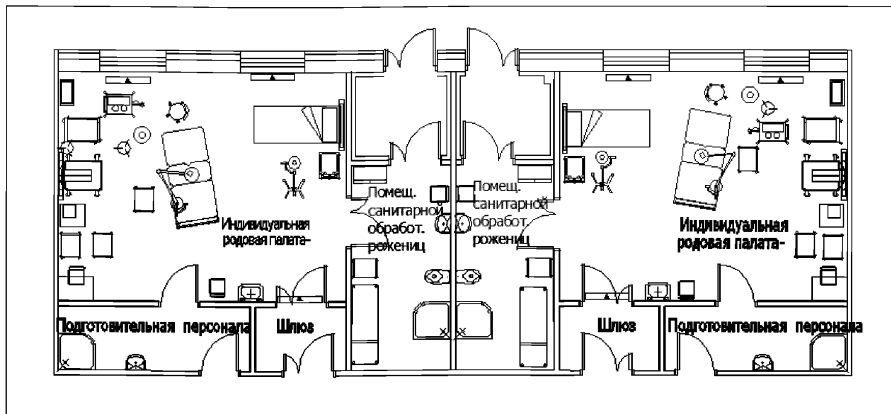 Помещ.
санитарной
обработ.
рожениц
Помещ.
санитарной
обработ.
рожениц
Индивидуальная
родовая палата-
Индивидуальная
родовая палата-
Подготовительная персонала
Шлюз
Шлюз
Подготовительная персонала